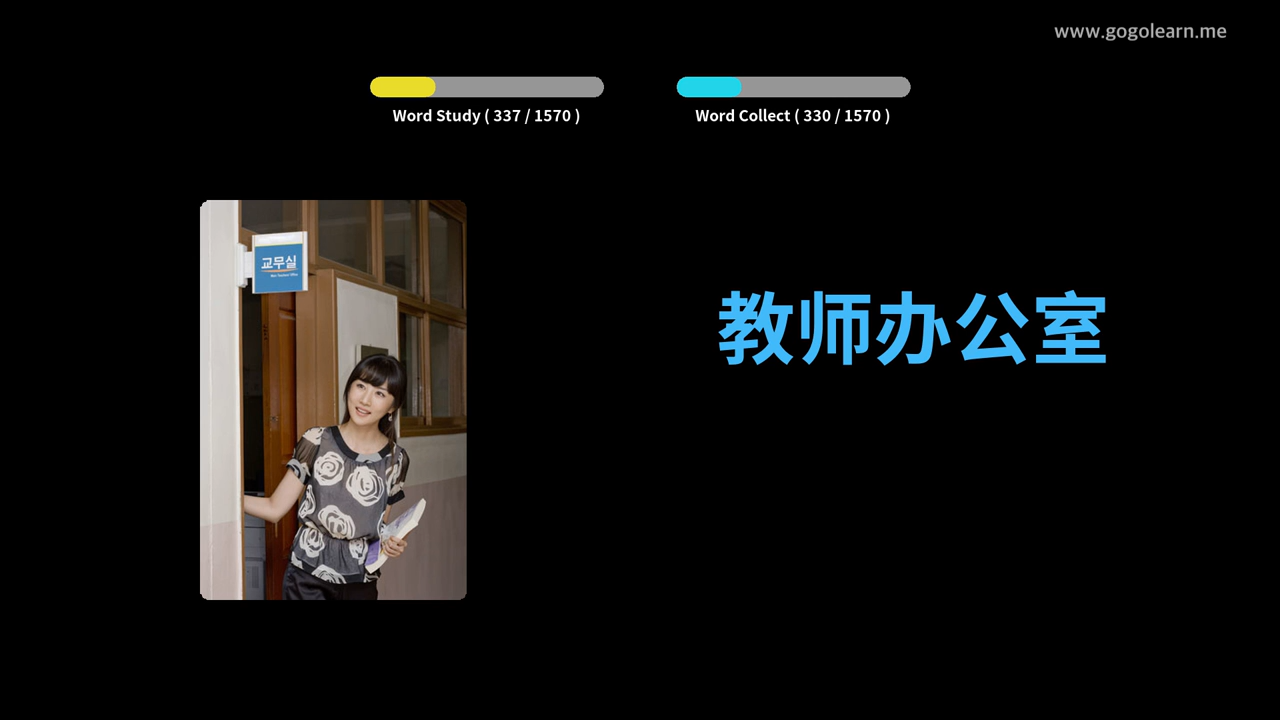 www.gogolearn.me
Word Study ( 337 / 1570 )
Word Collect ( 330 / 1570 )
교무실
教师办公室